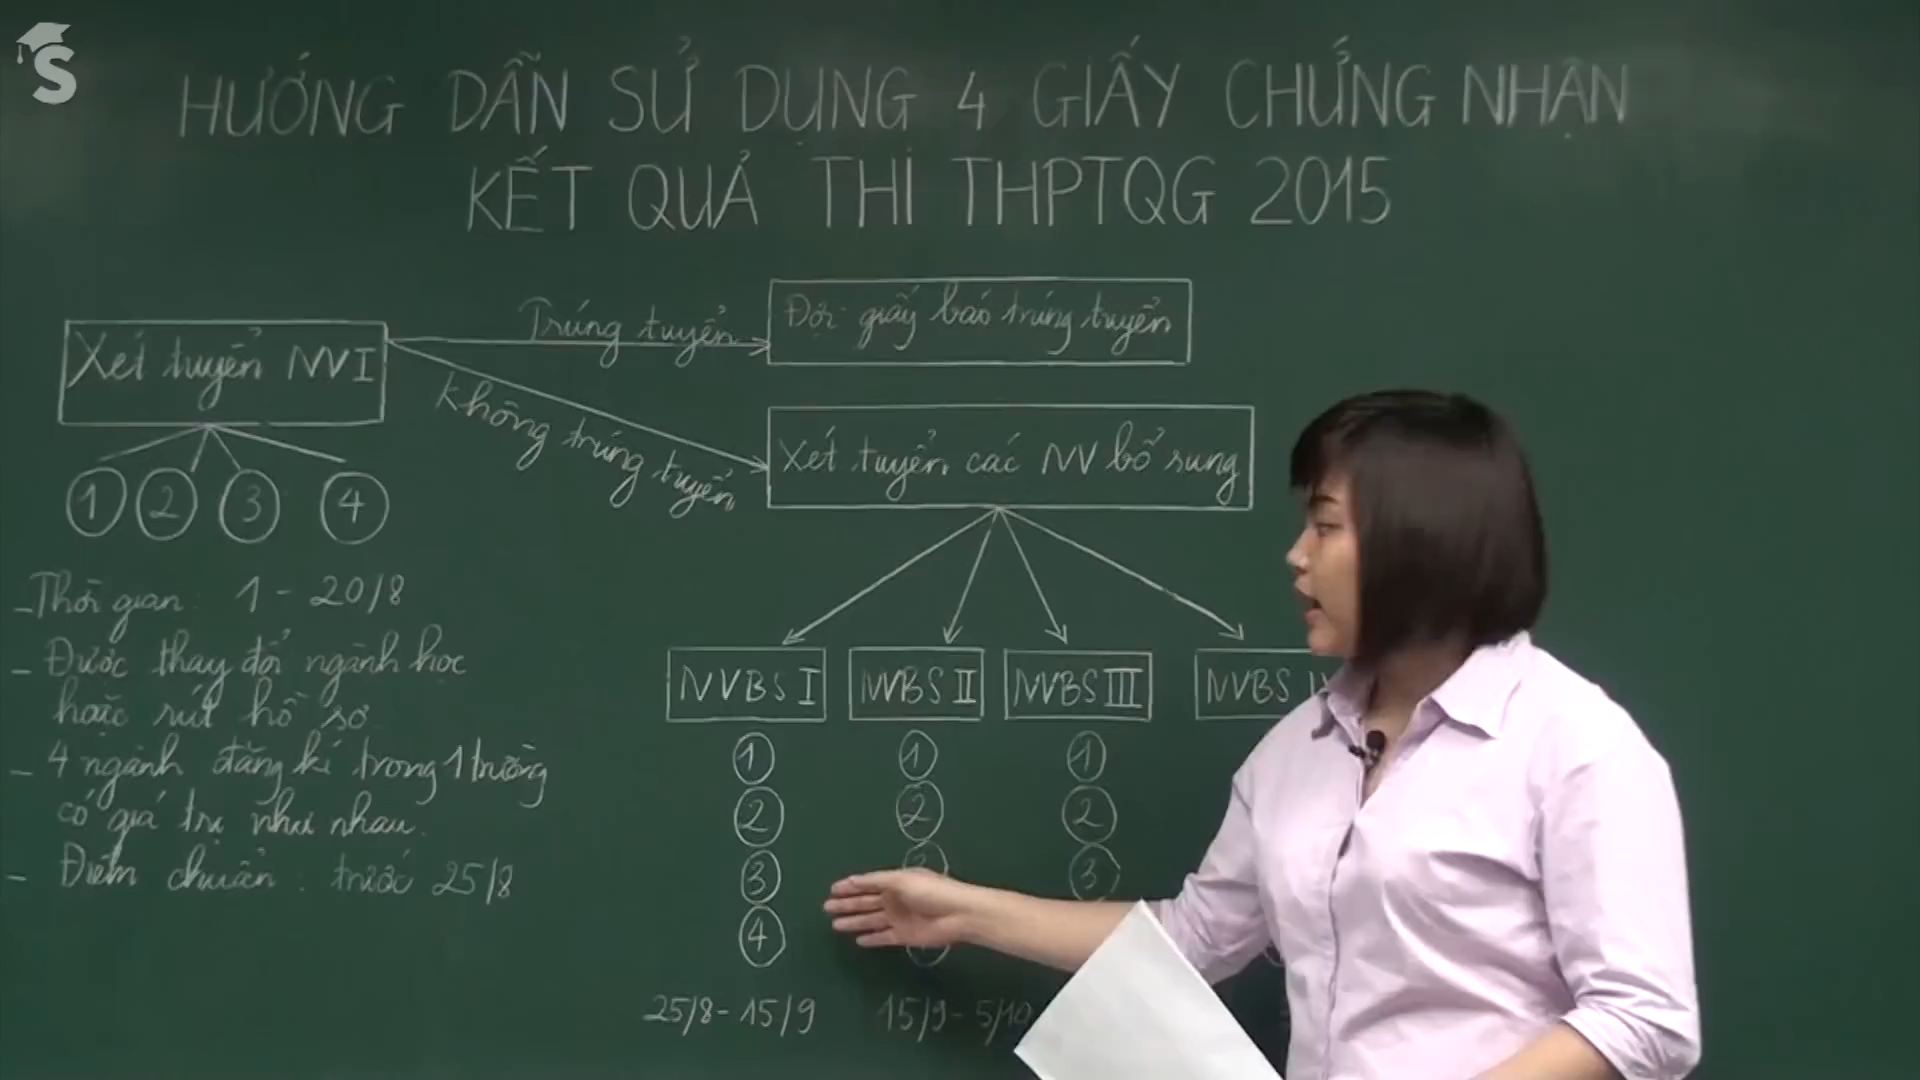 S
HƯỚNG DẪN SỬ DỤNG 4 GIẤY CHỨNG NHẬN
KẾT QUẢ THI THPTQG 2015
Xét tuyển NVI
Trúng tuyển
Đợi giấy báo trúng tuyển
Không trúng tuyển
Xét tuyển các NV bổ sung
1 2 3 4
- Thời gian: 1 - 20/8
- Được thay đổi ngành học
hoặc rút hồ sơ
- 4 ngành đăng kí trong 1 trường
có giá trị như nhau.
- Điểm chuẩn: trước 25/8
NVBS I NVBS II NVBS III NVBS
1 1 1
2 2 2
3 3 3
4
25/8 - 15/9 15/9 - 5/10